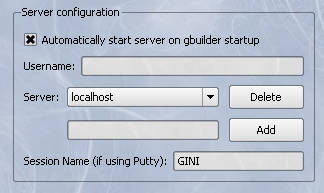 Server configuration
Automatically start server on gbuilder startup
Username:
Server: localhost Delete
Add
Session Name (if using Putty): GINI